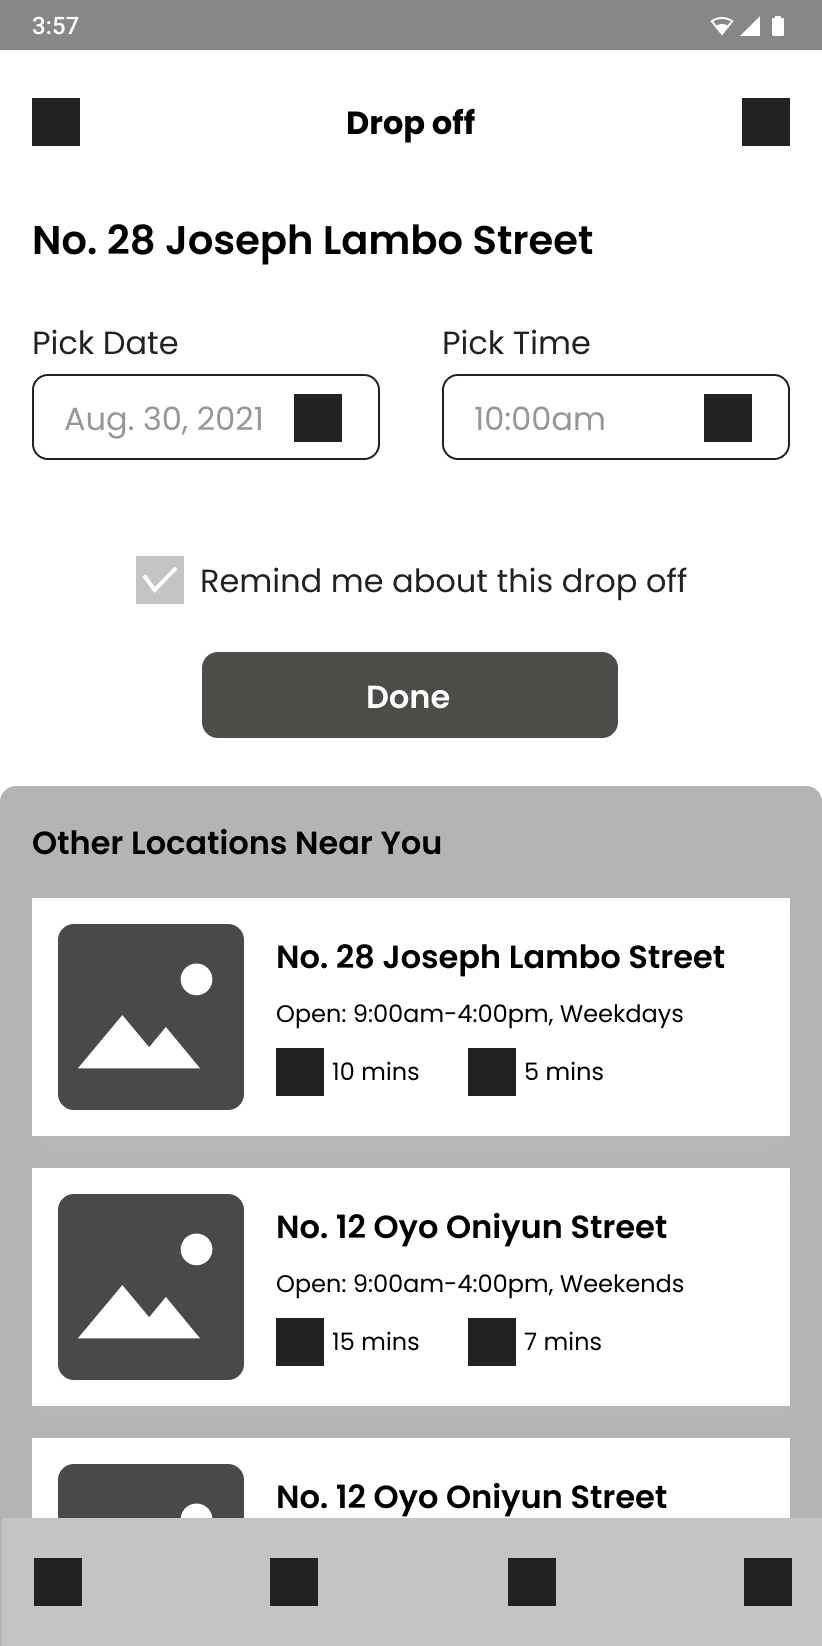 3:57
Drop off
No. 28 Joseph Lambo Street
Pick Date
Pick Time
Aug. 30, 2021
10:00am
Remind me about this drop off
Done
Other Locations Near You
No. 28 Joseph Lambo Street
Open: 9:00am-4:00pm, Weekdays
10 mins
5 mins
No. 12 Oyo Oniyun Street
Open: 9:00am-4:00pm, Weekends
15 mins
7 mins
No. 12 Oyo Oniyun Street